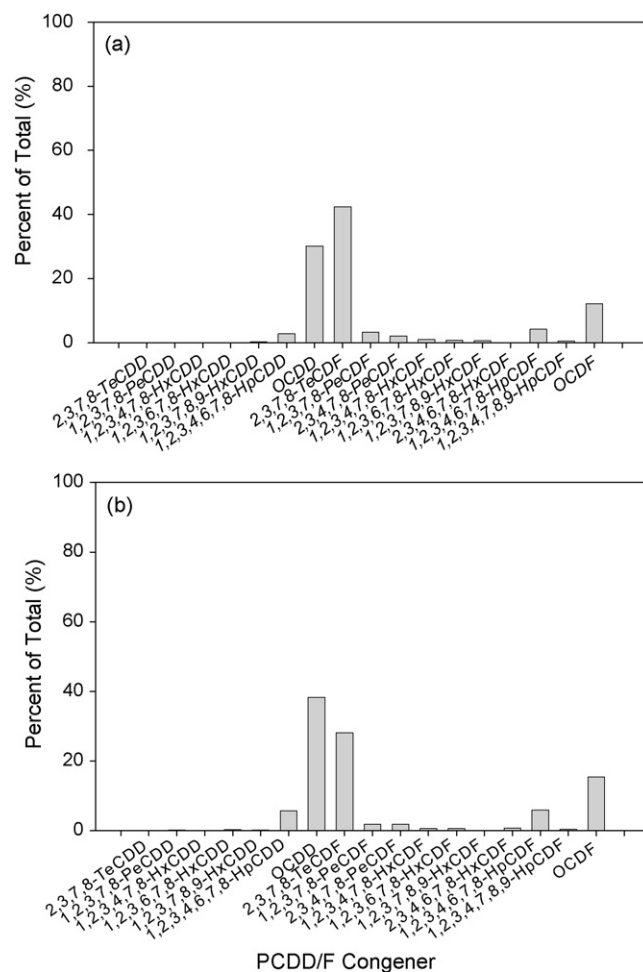 100
(a)
80
60
40
20
0
Percent of Total (%)
2,3,7,8-TeCDD
1,2,3,7,8-PeCDD
1,2,3,4,7,8-HxCDD
1,2,3,6,7,8-HxCDD
1,2,3,7,8,9-HxCDD
1,2,3,4,6,7,8-HpCDD
OCDD
2,3,7,8-TeCDF
1,2,3,7,8-PeCDF
2,3,4,7,8-PeCDF
1,2,3,4,7,8-HxCDF
1,2,3,6,7,8-HxCDF
1,2,3,7,8,9-HxCDF
2,3,4,6,7,8-HxCDF
1,2,3,4,6,7,8-HpCDF
1,2,3,4,7,8,9-HpCDF
OCDF
100
(b)
80
60
40
20
0
Percent of Total (%)
2,3,7,8-TeCDD
1,2,3,7,8-PeCDD
1,2,3,4,7,8-HxCDD
1,2,3,6,7,8-HxCDD
1,2,3,7,8,9-HxCDD
1,2,3,4,6,7,8-HpCDD
OCDD
2,3,7,8-TeCDF
1,2,3,7,8-PeCDF
2,3,4,7,8-PeCDF
1,2,3,4,7,8-HxCDF
1,2,3,6,7,8-HxCDF
1,2,3,7,8,9-HxCDF
2,3,4,6,7,8-HxCDF
1,2,3,4,6,7,8-HpCDF
1,2,3,4,7,8,9-HpCDF
OCDF
PCDD/F Congener